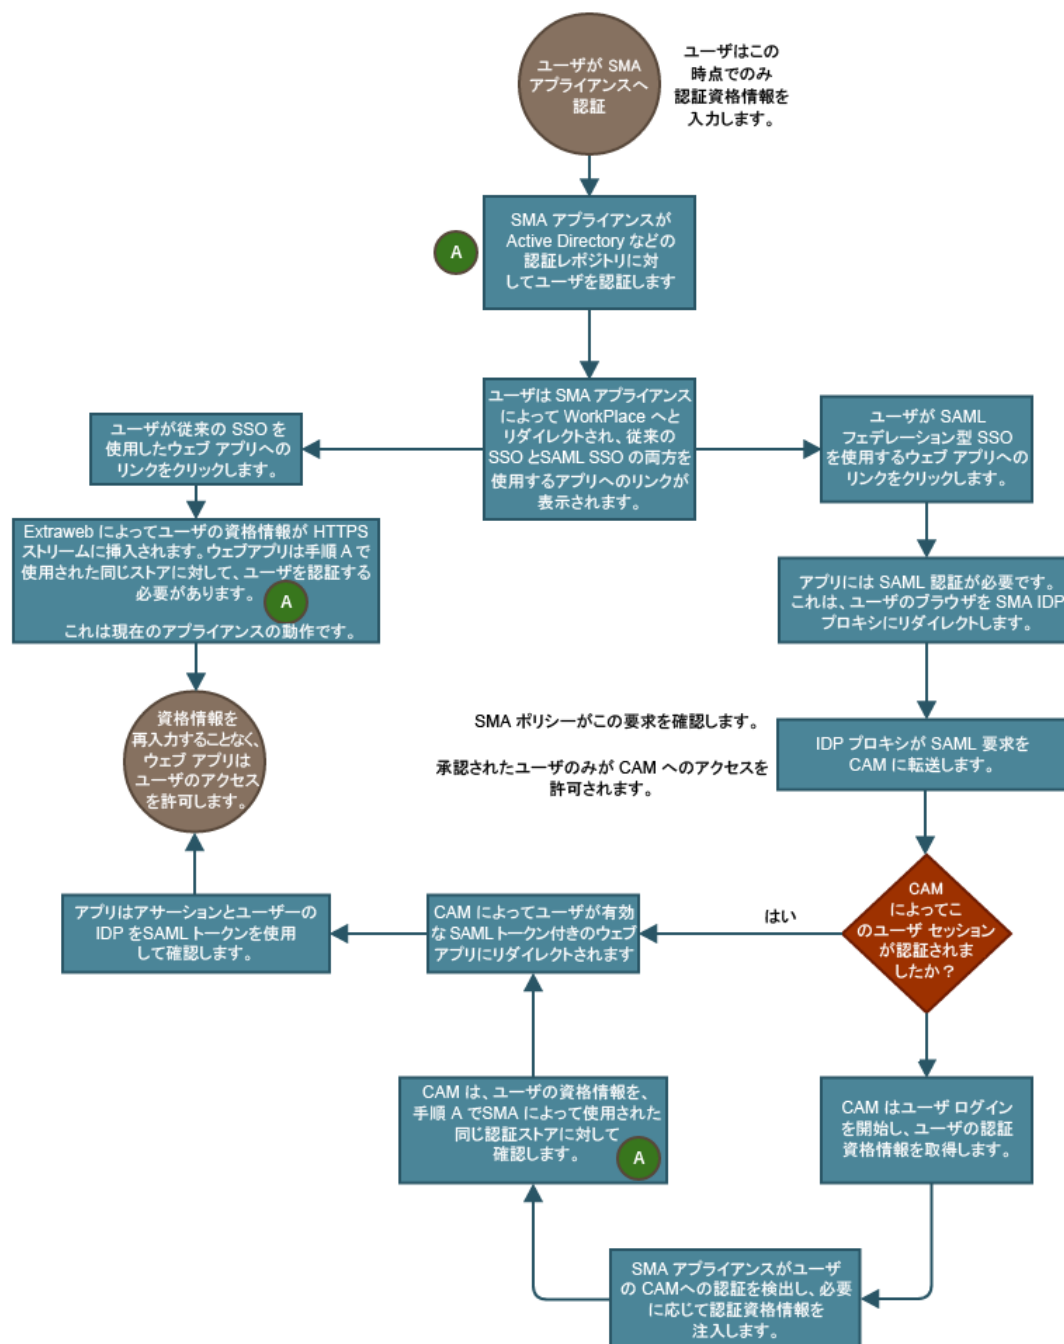 ユーザが SMA
アプライアンスへ
認証
ユーザはこの
時点でのみ
認証資格情報を
入力します。
A
SMA アプライアンスが
Active Directory などの
認証レポジトリに対
してユーザを認証します
ユーザは SMA アプライアンス
によって WorkPlace へと
リダイレクトされ、従来の
SSO とSAML SSO の両方を
使用するアプリへのリンクが
表示されます。
ユーザが従来の SSO を
使用したウェブ アプリへの
リンクをクリックします。
ユーザが SAML
フェデレーション型 SSO
を使用するウェブ アプリへの
リンクをクリックします。
Extraweb によってユーザの資格情報が HTTPS
ストリームに挿入されます。ウェブアプリは手順 A で
使用された同じストアに対して、ユーザを認証する
必要があります。
A
これは現在のアプライアンスの動作です。
アプリには SAML 認証が必要です。
これは、ユーザのブラウザを SMA IDP
プロキシにリダイレクトします。
資格情報を
再入力することなく、
ウェブ アプリは
ユーザのアクセス
を許可します。
SMA ポリシーがこの要求を確認します。
承認されたユーザのみが CAM へのアクセスを
許可されます。
IDP プロキシが SAML 要求を
CAM に転送します。
CAM
によってこ
のユーザ セッション
が認証されま
したか？
はい
CAM によってユーザが有効
な SAMLトークン付きのウェブ
アプリにリダイレクトされます
アプリはアサーションとユーザーの
IDP をSAML トークンを使用
して確認します。
CAM は、ユーザの資格情報を、
手順 A でSMA によって使用された
同じ認証ストアに対して
確認します。
A
CAM はユーザ ログイン
を開始し、ユーザの認証
資格情報を取得します。
SMA アプライアンスがユーザ
の CAMへの認証を検出し、必要
に応じて認証資格情報を
注入します。